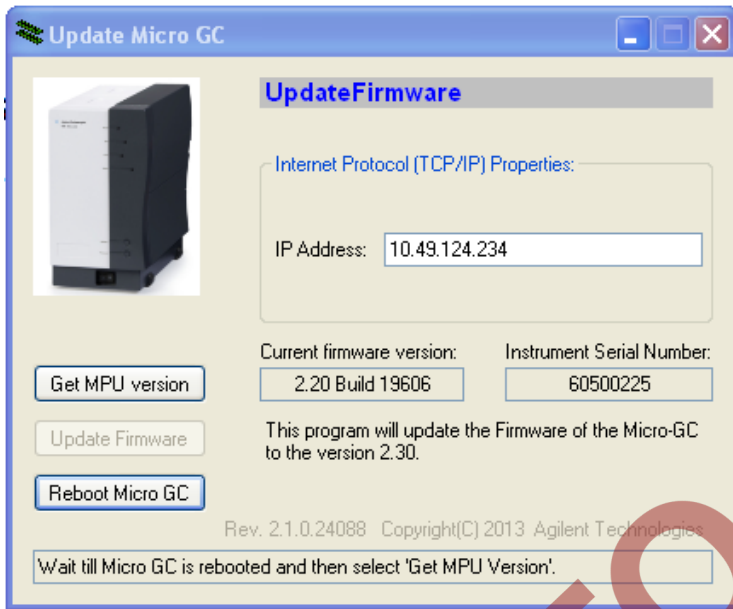 Update Micro GC
UpdateFirmware
Internet Protocol (TCP/IP) Properties:
IP Address: 10.49.124.234
Current firmware version: Instrument Serial Number:
Get MPU version 2.20 Build 19606 60500225
Update Firmware This program will update the Firmware of the Micro-GC
to the version 2.30.
Reboot Micro GC
Rev. 2.1.0.24088 Copyright(C) 2013 Agilent Technologies
Wait till Micro GC is rebooted and then select 'Get MPU Version'.